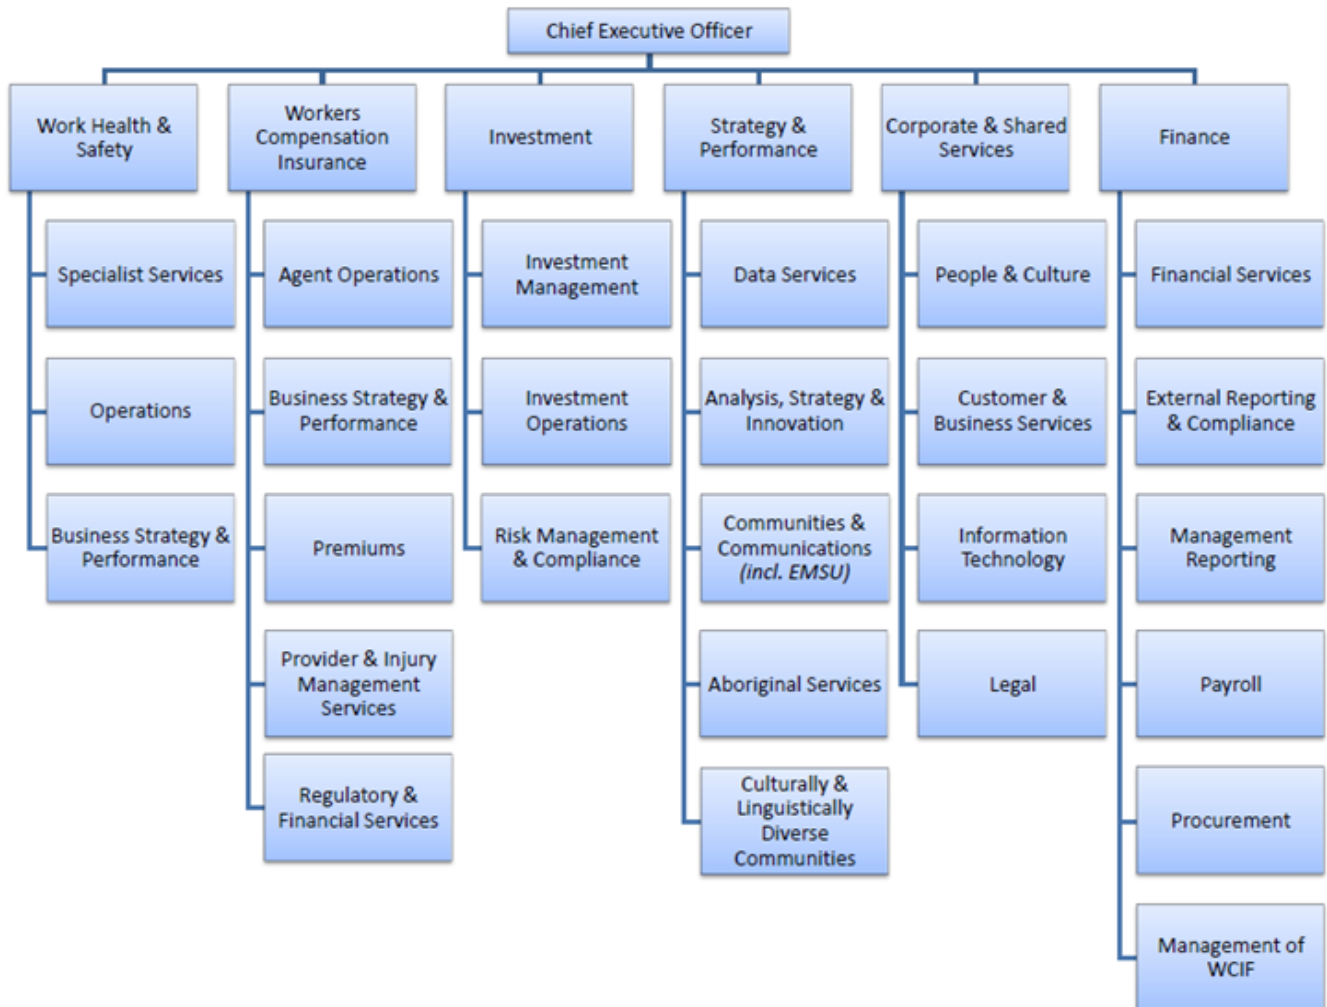 Chief Executive Officer
Work Health &
Safety
Workers
Compensation
Insurance
Investment
Strategy &
Performance
Corporate & Shared
Services
Finance
Specialist Services
Operations
Business Strategy &
Performance
Agent Operations
Business Strategy &
Performance
Premiums
Provider & Injury
Management
Services
Regulatory &
Financial Services
Investment
Management
Investment
Operations
Risk Management
& Compliance
Data Services
Analysis, Strategy &
Innovation
Communities &
Communications
(incl. EMSU)
Aboriginal Services
Culturally &
Linguistically
Diverse
Communities
People & Culture
Customer &
Business Services
Information
Technology
Legal
Financial Services
External Reporting
& Compliance
Management
Reporting
Payroll
Procurement
Management of
WCIF